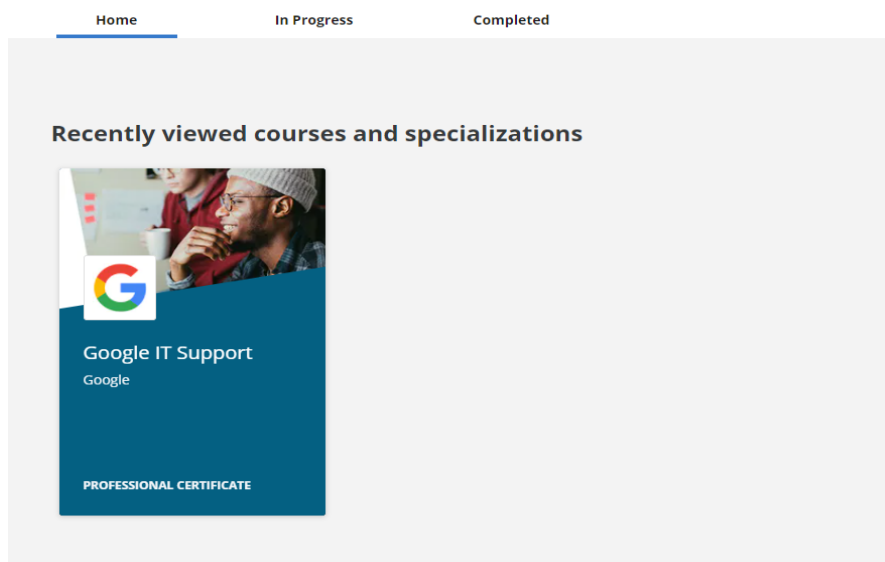 Home In Progress Completed
Recently viewed courses and specializations
Google IT Support
Google
PROFESSIONAL CERTIFICATE